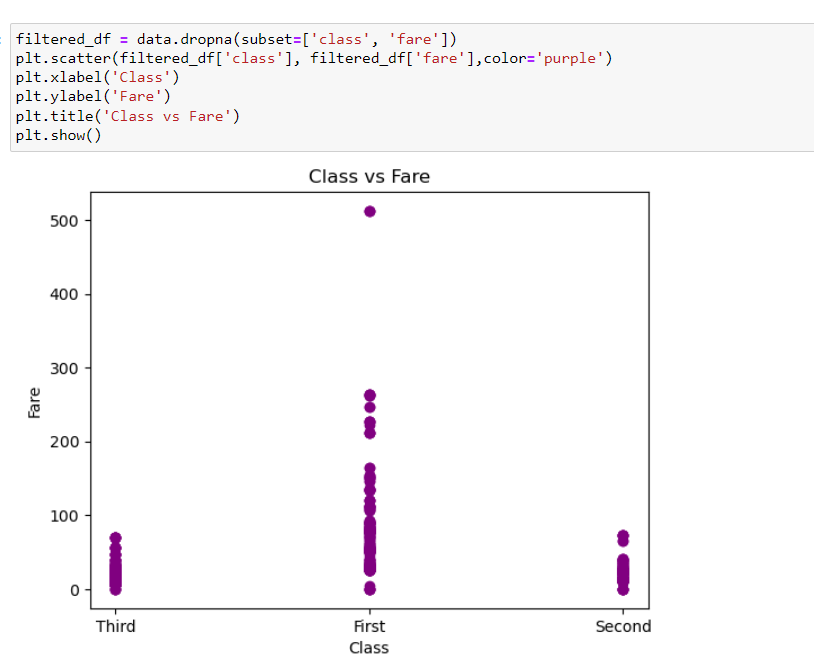 filtered_df = data.dropna(subset=['class', 'fare'])
plt.scatter(filtered_df['class'], filtered_df['fare'],color='purple')
plt.xlabel('Class')
plt.ylabel('Fare')
plt.title('Class vs Fare')
plt.show()
Class vs Fare
500
400
300
200
100
0
Fare
Third First Second
Class